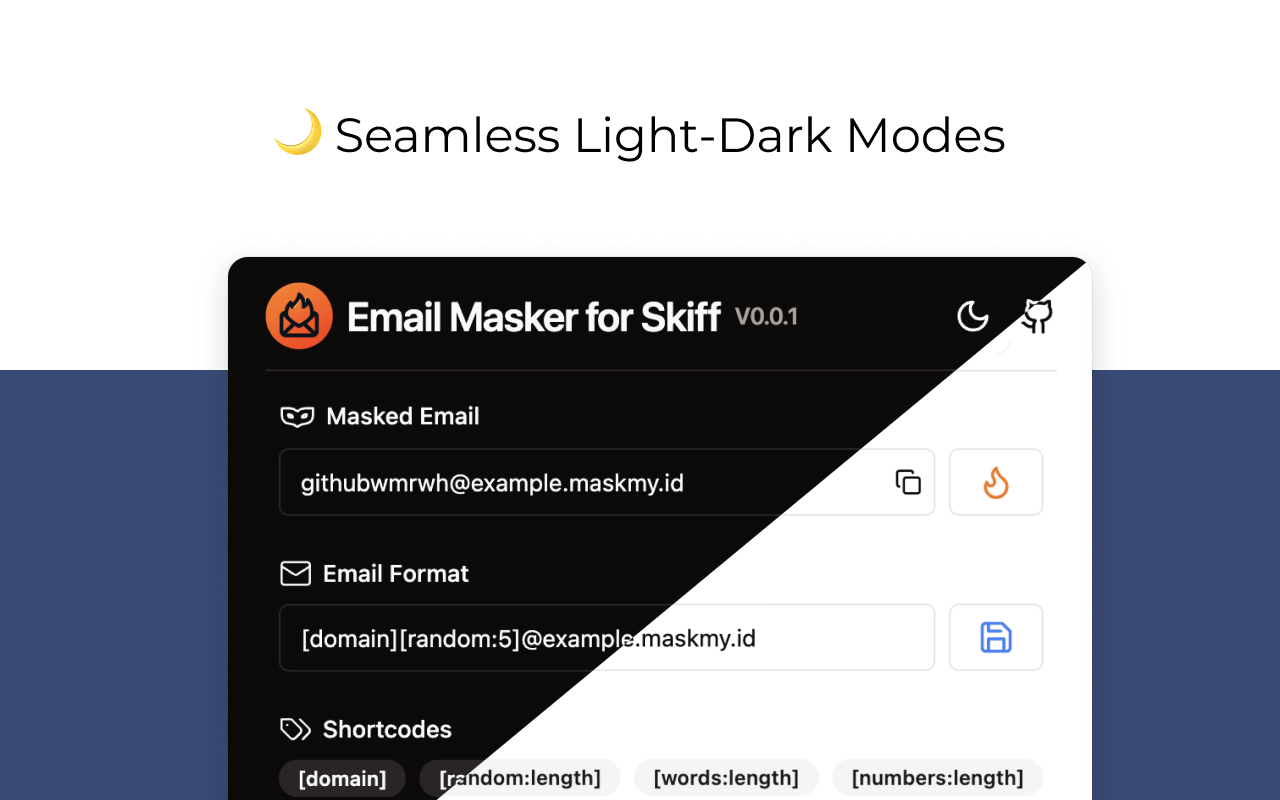 🌙 Seamless Light-Dark Modes
Email Masker for Skiff V0.0.1
Masked Email
githubwmrwh@example.maskmy.id
Email Format
[domain][random:5]@example.maskmy.id
Shortcodes
[domain] [random:length] [words:length] [numbers:length]